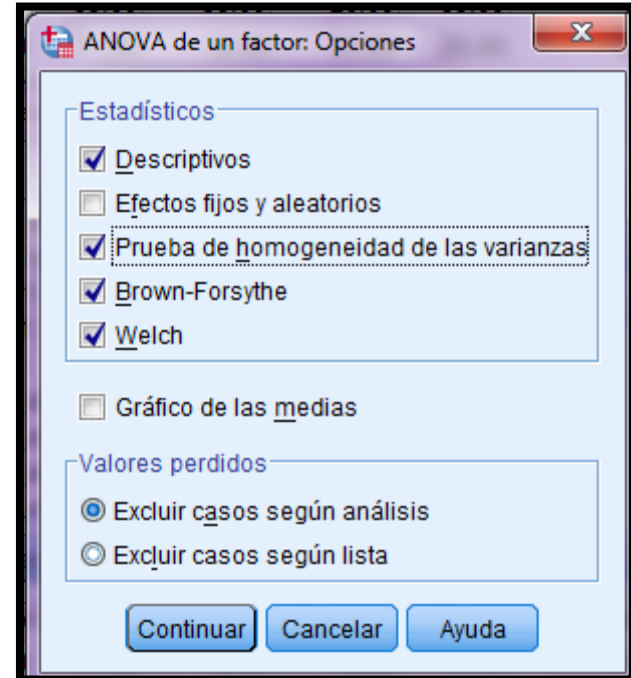 ANOVA de un factor: Opciones
Estadísticos
Descriptivos
Efectos fijos y aleatorios
Prueba de homogeneidad de las varianzas
Brown-Forsythe
Welch
Gráfico de las medias
Valores perdidos
Excluir casos según análisis
Excluir casos según lista
Continuar Cancelar Ayuda